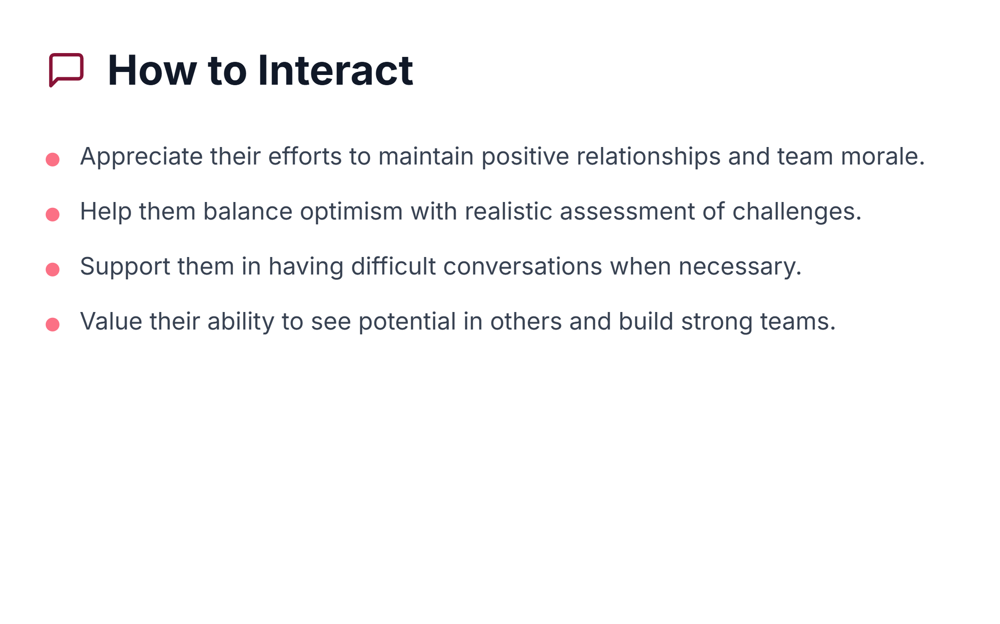 How to Interact
Appreciate their efforts to maintain positive relationships and team morale.
Help them balance optimism with realistic assessment of challenges.
Support them in having difficult conversations when necessary.
Value their ability to see potential in others and build strong teams.